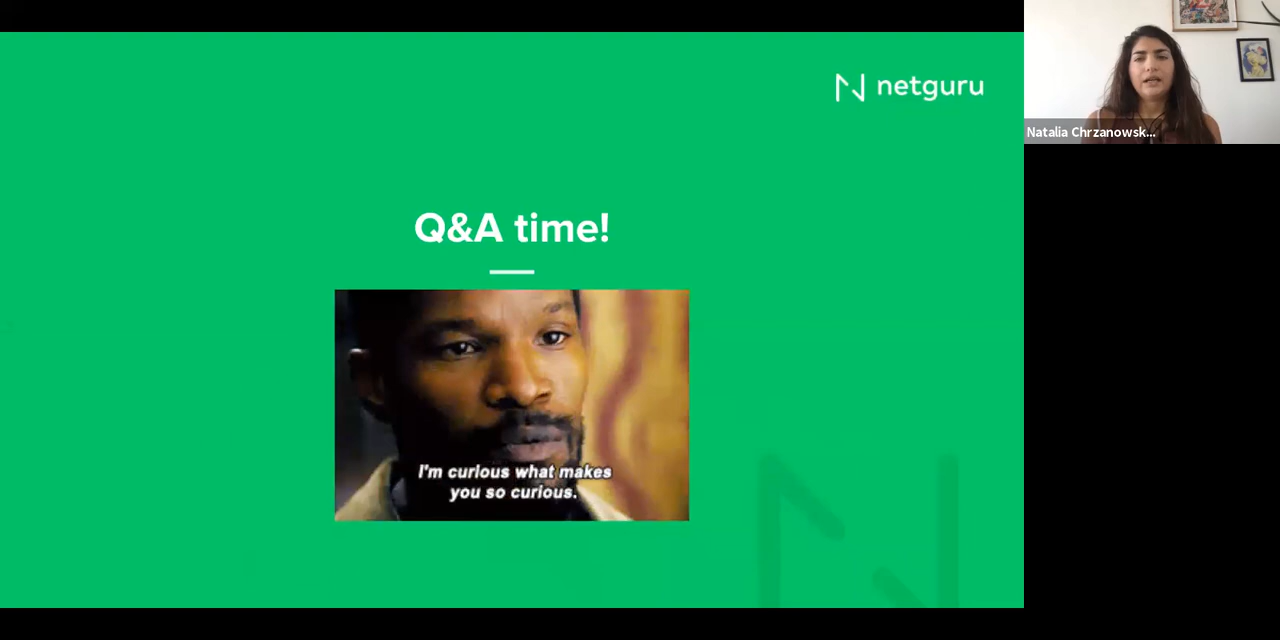 netguru
Natalia Chrzanowsk...
Q&A time!
I'm curious what makes
you so curious.